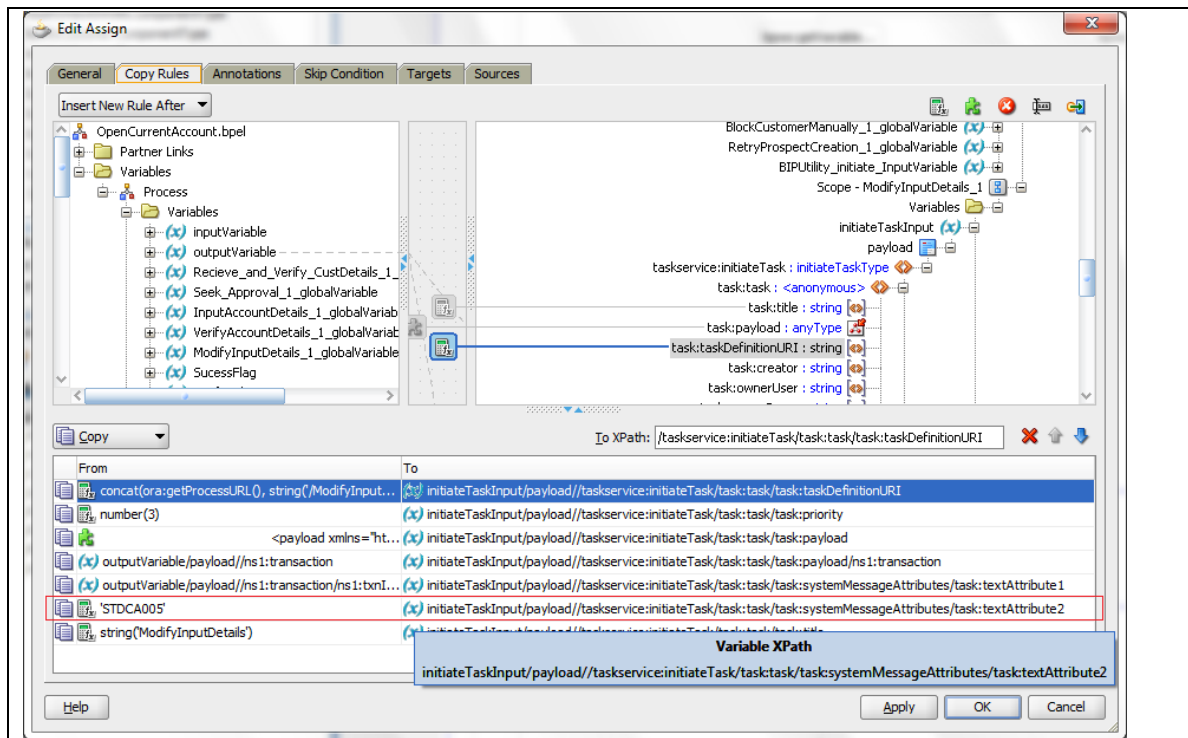 Edit Assign
General Copy Rules Annotations Skip Condition Targets Sources
Insert New Rule After
OpenCurrentAccount.bpel
Partner Links
Variables
Process
Variables
(x) inputVariable
(x) outputVariable
(x) Recieve_and_Verify_CustDetails_1_
(x) Seek_Approval_1_globalVariable
(x) InputAccountDetails_1_globalVariab
(x) VerifyAccountDetails_1_globalVariab
(x) ModifyInputDetails_1_globalVariable
(x) SucessFlag
BlockCustomerManually_1_globalVariable (x)
RetryProspectCreation_1_globalVariable (x)
BIPUtility_initiate_InputVariable (x)
Scope - ModifyInputDetails_1
Variables
initiateTaskInput (x)
payload
taskservice:initiateTask : initiateTaskType
task:task : <anonymous>
task:title : string
task:payload : anyType
task:taskDefinitionURI : string
task:creator : string
task:ownerUser : string
Copy
To XPath: /taskservice:initiateTask/task:task/task:taskDefinitionURI
From To
concat(ora:getProcessURL(), string('/ModifyInput... initiateTaskInput/payload//taskservice:initiateTask/task:task/task:taskDefinitionURI
number(3) (x) initiateTaskInput/payload//taskservice:initiateTask/task:task/task:priority
<payload xmlns="ht... (x) initiateTaskInput/payload//taskservice:initiateTask/task:task/task:payload
(x) outputVariable/payload//ns1:transaction (x) initiateTaskInput/payload//taskservice:initiateTask/task:task/task:payload/ns1:transaction
(x) outputVariable/payload//ns1:transaction/ns1:txnI... (x) initiateTaskInput/payload//taskservice:initiateTask/task:task/task:systemMessageAttributes/task:textAttribute1
'STDCA005' (x) initiateTaskInput/payload//taskservice:initiateTask/task:task/task:systemMessageAttributes/task:textAttribute2
string('ModifyInputDetails') (x)
Variable XPath
initiateTaskInput/payload//taskservice:initiateTask/task:task/task:systemMessageAttributes/task:textAttribute2
Help Apply OK Cancel